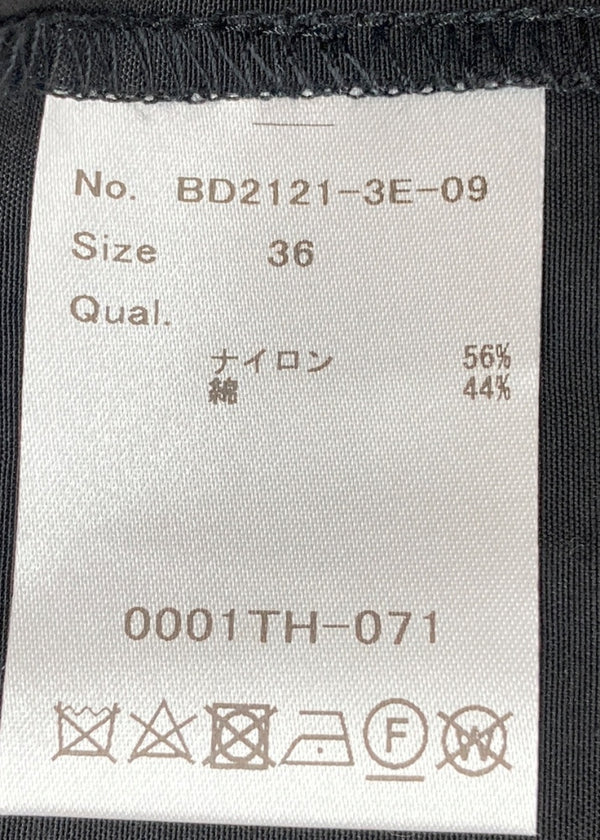 No. BD2121-3E-09
Size 36
Qual.
ナイロン 56%
綿 44%
0001TH-071
F W